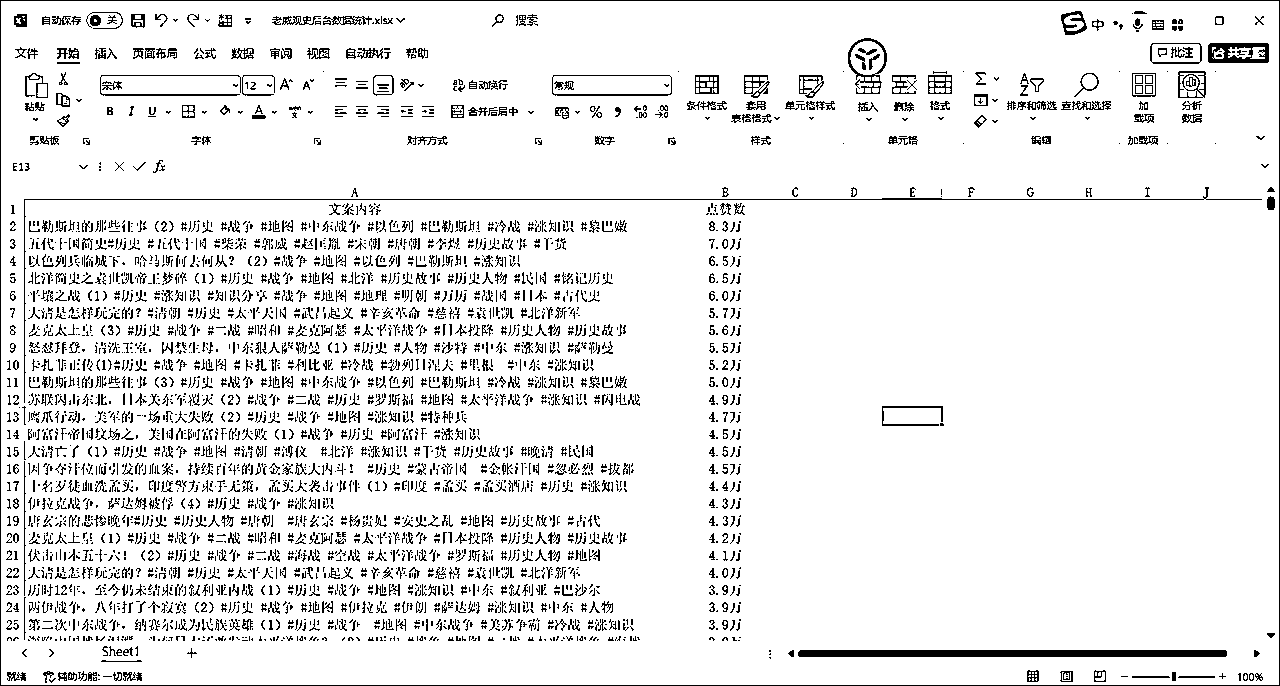 自动保存 关 老威观史后台数据统计.xlsx 搜索 中
文件 开始 插入 页面布局 公式 数据 审阅 视图 自动执行 帮助 批注 共享
粘贴 宋体 12 自动换行 常规 条件格式 套用表格格式 单元格样式 插入 删除 格式 排序和筛选 查找和选择 加载项 分析数据
B I U 合并后居中
剪贴板 字体 对齐方式 数字 样式 单元格 编辑 加载项
E13 fx
A B C D E F G H I J
1 文案内容 点赞数
2 巴勒斯坦的那些往事（2）#历史 #战争 #地图 #中东战争 #以色列 #巴勒斯坦 #冷战 #涨知识 #黎巴嫩 8.3万
3 五代十国简史#历史 #五代十国 #柴荣 #郭威 #赵匡胤 #宋朝 #唐朝 #李煜 #历史故事 #干货 7.0万
4 以色列兵临城下，哈马斯何去何从？（2）#战争 #地图 #以色列 #巴勒斯坦 #涨知识 6.5万
5 北洋简史之袁世凯帝王梦碎（1）#历史 #战争 #地图 #北洋 #历史故事 #历史人物 #民国 #铭记历史 6.5万
6 平壤之战（1）#历史 #涨知识 #知识分享 #战争 #地图 #地理 #明朝 #万历 #战国 #日本 #古代史 6.0万
7 大清是怎样玩完的？#清朝 #历史 #太平天国 #武昌起义 #辛亥革命 #慈禧 #袁世凯 #北洋新军 5.7万
8 麦克太上皇（3）#历史 #战争 #二战 #昭和 #麦克阿瑟 #太平洋战争 #日本投降 #历史人物 #历史故事 5.6万
9 怒怼拜登，清洗王室，囚禁生母，中东狠人萨勒曼（1）#历史 #人物 #沙特 #中东 #涨知识 #萨勒曼 5.5万
10 卡扎菲正传(1)#历史 #战争 #地图 #卡扎菲 #利比亚 #冷战 #勃列日涅夫 #里根 #中东 #涨知识 5.2万
11 巴勒斯坦的那些往事（3）#历史 #战争 #地图 #中东战争 #以色列 #巴勒斯坦 #冷战 #涨知识 #黎巴嫩 5.0万
12 苏联闪击东北，日本关东军覆灭（2）#战争 #二战 #历史 #罗斯福 #地图 #太平洋战争 #涨知识 #闪电战 4.9万
13 鹰爪行动，美军的一场重大失败（2）#历史 #战争 #地图 #涨知识 #特种兵 4.7万
14 阿富汗帝国坟场之，美国在阿富汗的失败（1）#战争 #历史 #阿富汗 #涨知识 4.5万
15 大清亡了（1）#历史 #战争 #地图 #清朝 #溥仪 #北洋 #涨知识 #干货 #历史故事 #晚清 #民国 4.5万
16 因争夺汗位而引发的血案，持续百年的黄金家族大内斗！ #历史 #蒙古帝国 #金帐汗国 #忽必烈 #拔都 4.5万
17 十名歹徒血洗孟买，印度警方束手无策，孟买大袭击事件（1）#印度 #孟买 #孟买酒店 #历史 #涨知识 4.4万
18 伊拉克战争，萨达姆被俘（4）#历史 #战争 #涨知识 4.3万
19 唐玄宗的悲惨晚年#历史 #历史人物 #唐朝 #唐玄宗 #杨贵妃 #安史之乱 #地图 #历史故事 #古代 4.3万
20 麦克太上皇（1）#历史 #战争 #二战 #昭和 #麦克阿瑟 #太平洋战争 #日本投降 #历史人物 #历史故事 4.2万
21 伏击山本五十六！（2）#历史 #战争 #二战 #海战 #空战 #太平洋战争 #罗斯福 #历史人物 #地图 4.1万
22 大清是怎样玩完的？#清朝 #历史 #太平天国 #武昌起义 #辛亥革命 #慈禧 #袁世凯 #北洋新军 4.0万
23 历时12年，至今仍未结束的叙利亚内战（1）#历史 #战争 #地图 #涨知识 #中东 #叙利亚 #巴沙尔 3.9万
24 两伊战争，八年打了个寂寞（2）#历史 #战争 #地图 #伊拉克 #伊朗 #萨达姆 #涨知识 #中东 #人物 3.9万
25 第二次中东战争，纳赛尔成为民族英雄（1）#历史 #战争 #地图 #中东战争 #美苏争霸 #冷战 #涨知识 3.9万
Sheet1
就绪 辅助功能: 一切就绪 100%